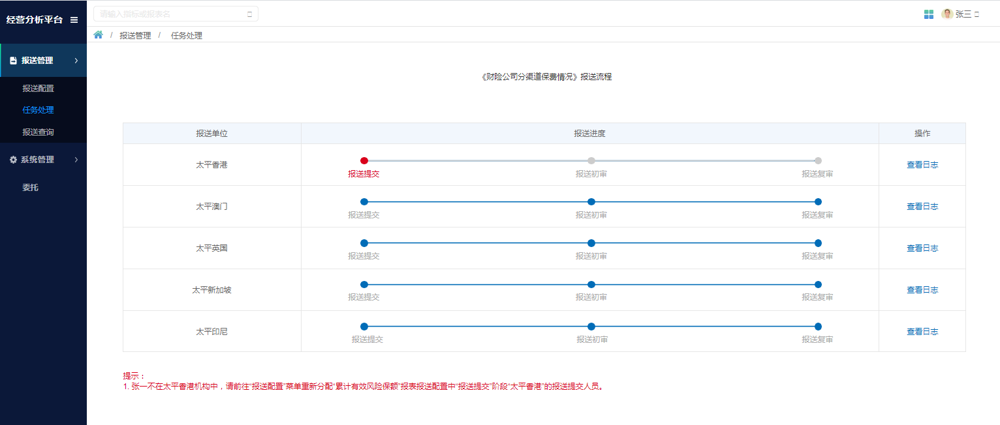 经营分析平台
请输入指标或报表名
张三
/ 报送管理 / 任务处理
报送管理
报送配置
任务处理
报送查询
系统管理
委托
《财险公司分渠道保费情况》报送流程
报送单位 报送进度 操作
太平香港 报送提交 报送初审 报送复审 查看日志
太平澳门 报送提交 报送初审 报送复审 查看日志
太平英国 报送提交 报送初审 报送复审 查看日志
太平新加坡 报送提交 报送初审 报送复审 查看日志
太平印尼 报送提交 报送初审 报送复审 查看日志
提示：
1. 张一不在太平香港机构中，请前往“报送配置”菜单重新分配“累计有效风险保额”报表报送配置中“报送提交”阶段“太平香港”的报送提交人员。